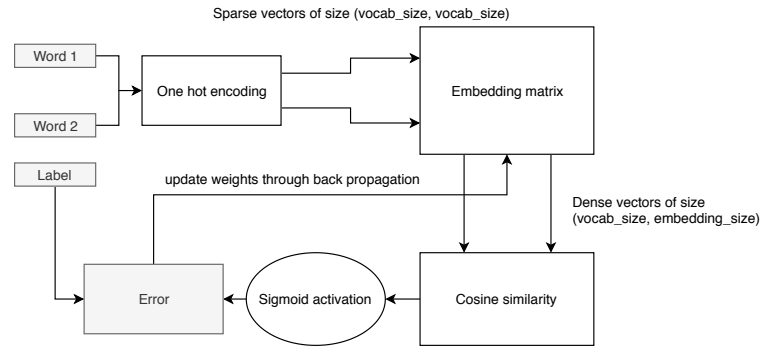 Sparse vectors of size (vocab_size, vocab_size)
Word 1
One hot encoding
Embedding matrix
Word 2
Label
update weights through back propagation
Dense vectors of size
(vocab_size, embedding_size)
Error
Sigmoid activation
Cosine similarity